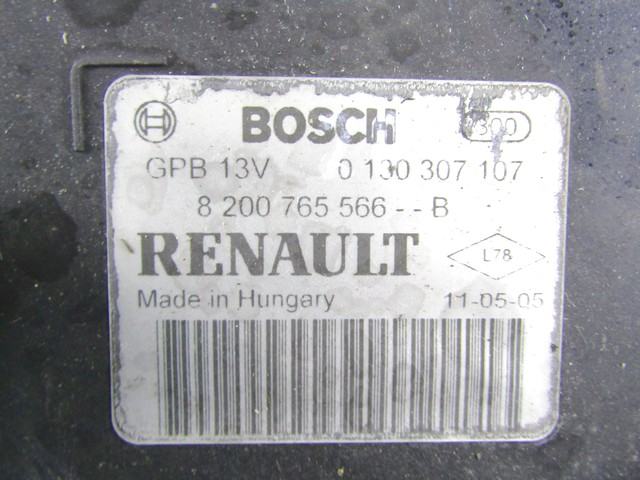 BOSCH
GPB 13V 0 130 307 107
8 200 765 566 - - B
RENAULT L78
Made in Hungary 11-05-05